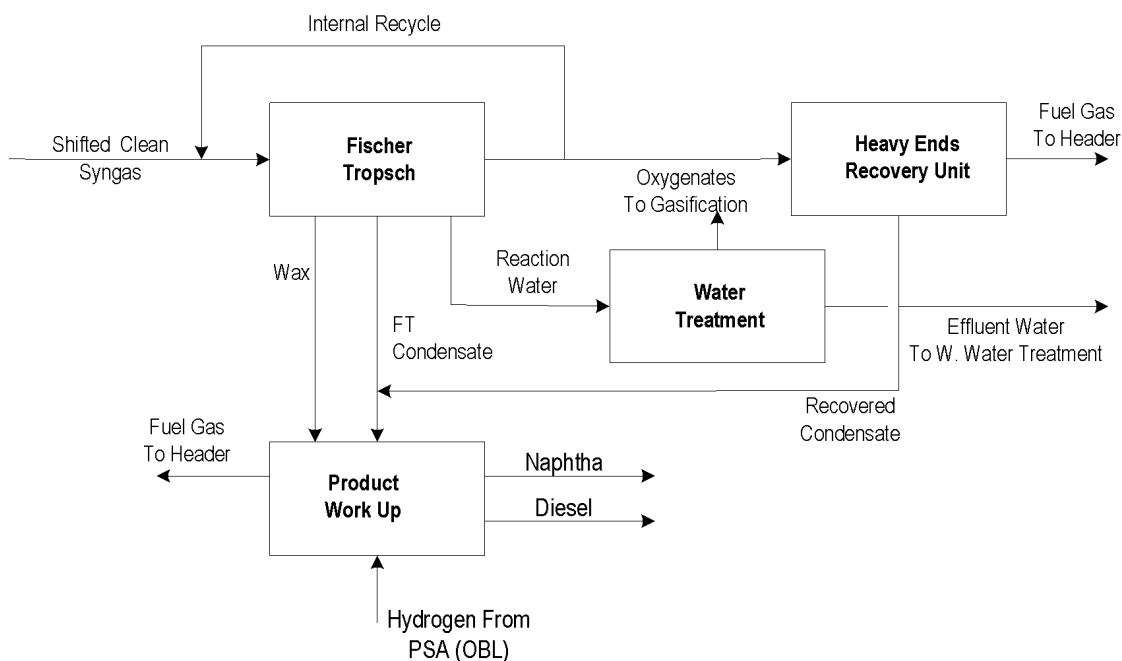 Internal Recycle
Shifted Clean
Syngas
Fischer
Tropsch
Heavy Ends
Recovery Unit
Fuel Gas
To Header
Oxygenates
To Gasification
Wax
Reaction
Water
Water
Treatment
FT
Condensate
Effluent Water
To W. Water Treatment
Recovered
Condensate
Fuel Gas
To Header
Product
Work Up
Naphtha
Diesel
Hydrogen From
PSA (OBL)